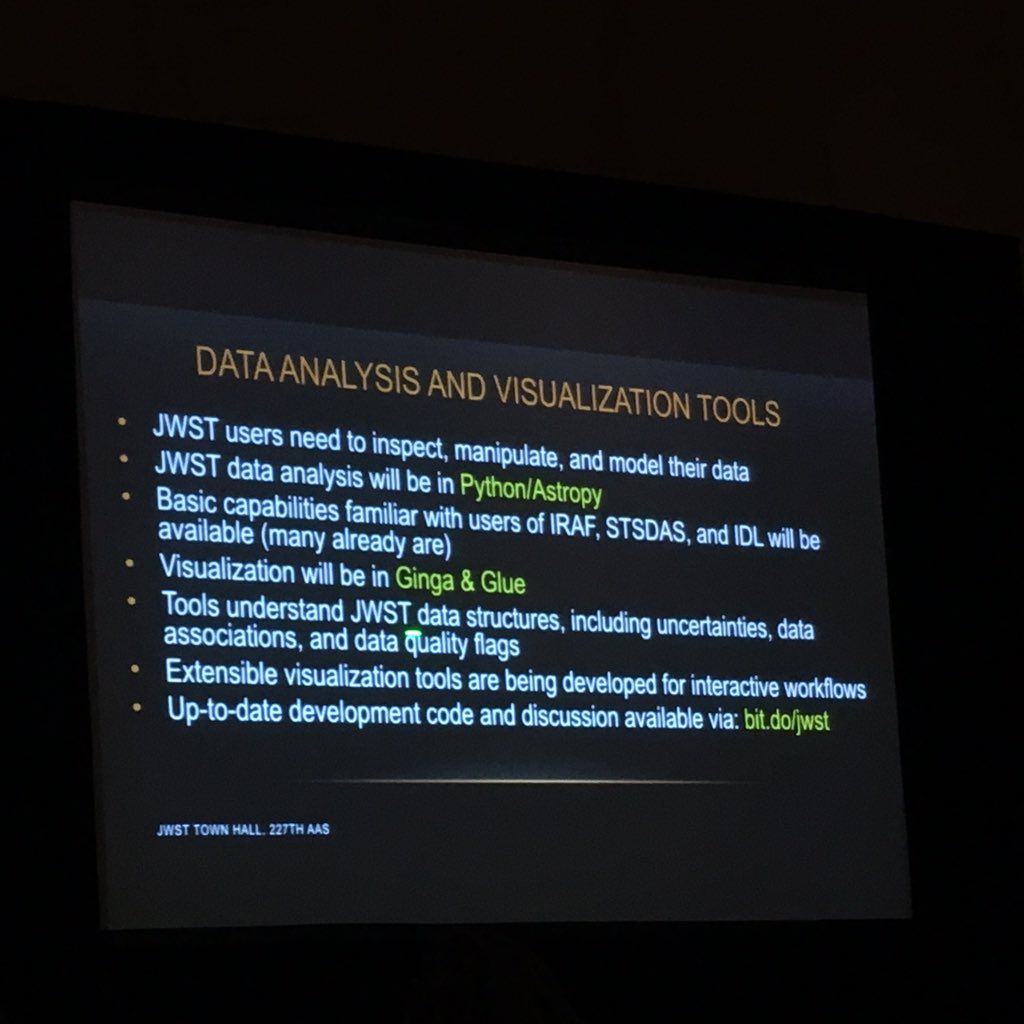 DATA ANALYSIS AND VISUALIZATION TOOLS
• JWST users need to inspect, manipulate, and model their data
• JWST data analysis will be in Python/Astropy
• Basic capabilities familiar with users of IRAF, STSDAS, and IDL will be
available (many already are)
• Visualization will be in Ginga & Glue
• Tools understand JWST data structures, including uncertainties, data
associations, and data quality flags
• Extensible visualization tools are being developed for interactive workflows
• Up-to-date development code and discussion available via: bit.do/jwst
JWST TOWN HALL. 227TH AAS